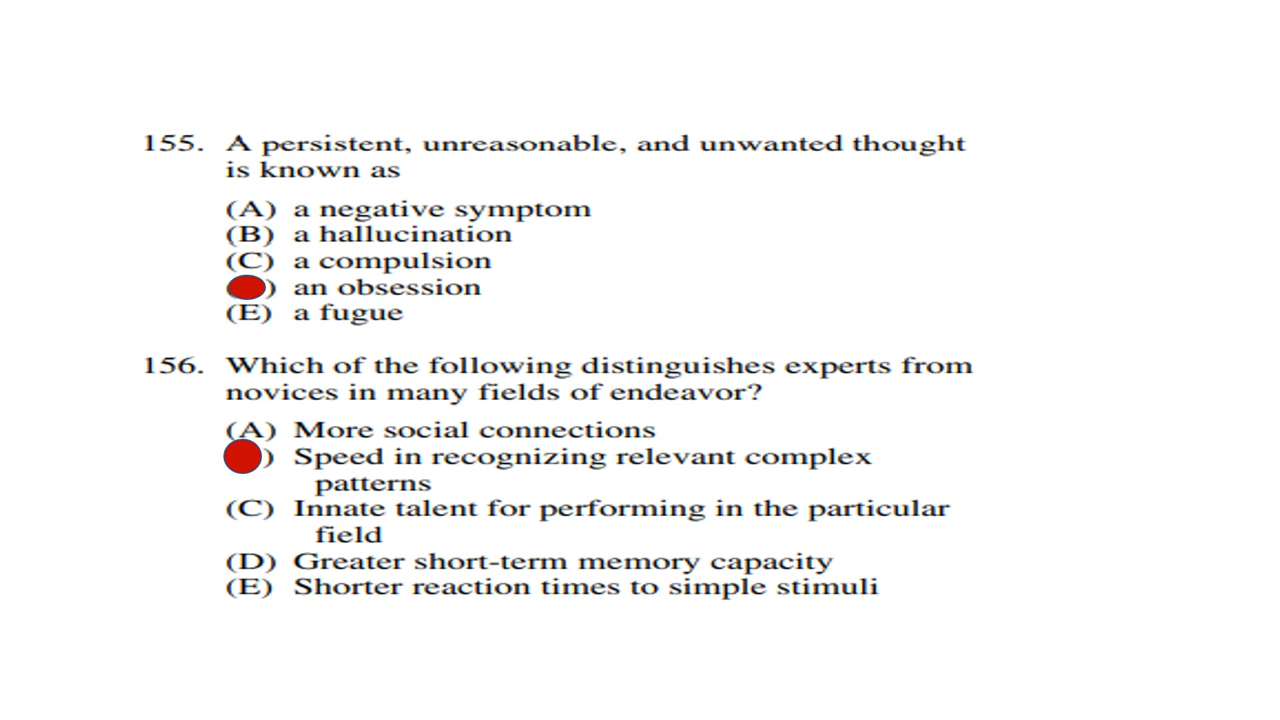 155. A persistent, unreasonable, and unwanted thought
is known as
(A) a negative symptom
(B) a hallucination
(C) a compulsion
) an obsession
(E) a fugue
156. Which of the following distinguishes experts from
novices in many fields of endeavor?
(A) More social connections
) Speed in recognizing relevant complex
patterns
(C) Innate talent for performing in the particular
field
(D) Greater short-term memory capacity
(E) Shorter reaction times to simple stimuli